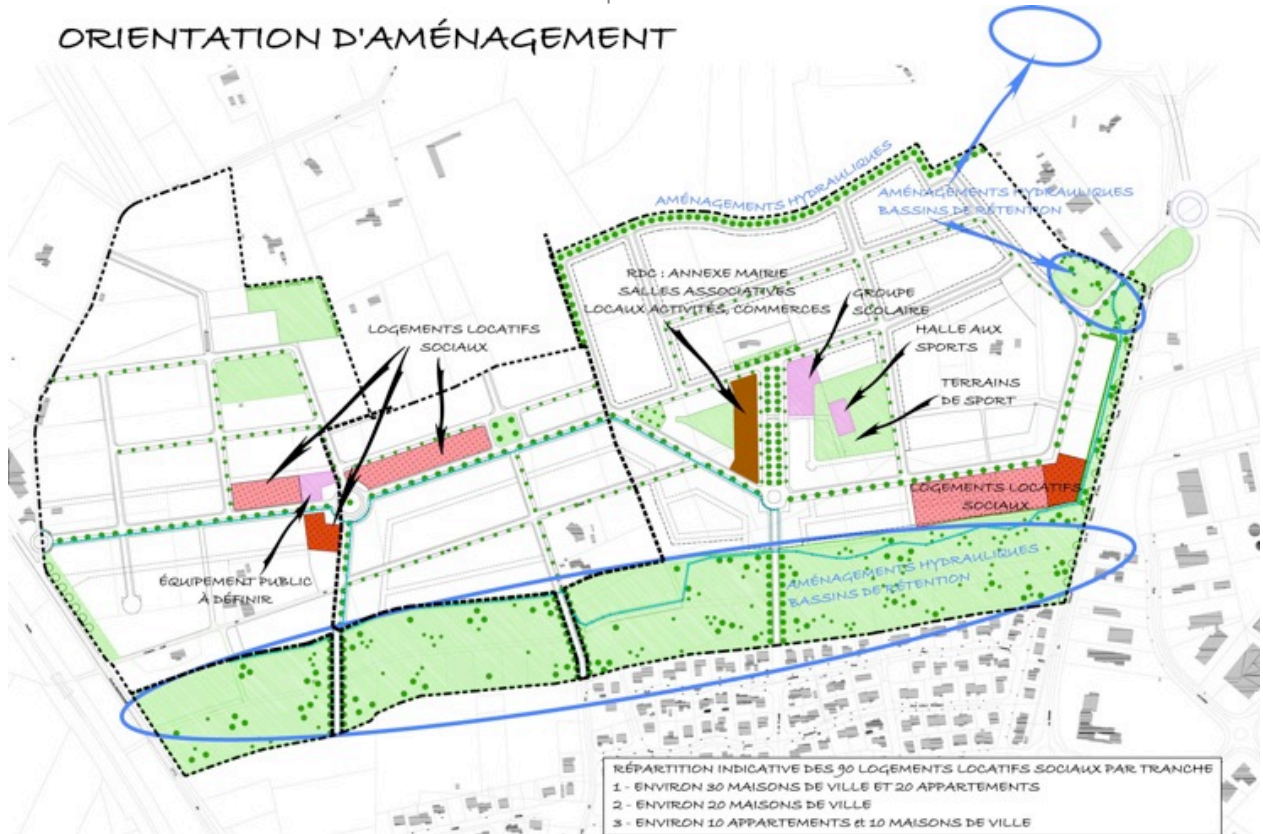 ORIENTATION D'AMÉNAGEMENT
AMÉNAGEMENTS HYDRAULIQUES
AMÉNAGEMENTS HYDRAULIQUES
BASSINS DE RÉTENTION
RDC : ANNEXE MAIRIE
SALLES ASSOCIATIVES
LOCAUX ACTIVITÉS, COMMERCES
GROUPE
SCOLAIRE
HALLE AUX
SPORTS
TERRAINS
DE SPORT
LOGEMENTS LOCATIFS
SOCIAUX
LOGEMENTS LOCATIFS
SOCIAUX
ÉQUIPEMENT PUBLIC
À DÉFINIR
AMÉNAGEMENTS HYDRAULIQUES
BASSINS DE RÉTENTION
RÉPARTITION INDICATIVE DES 90 LOGEMENTS LOCATIFS SOCIAUX PAR TRANCHE
1 - ENVIRON 30 MAISONS DE VILLE ET 20 APPARTEMENTS
2 - ENVIRON 20 MAISONS DE VILLE
3 - ENVIRON 10 APPARTEMENTS et 10 MAISONS DE VILLE